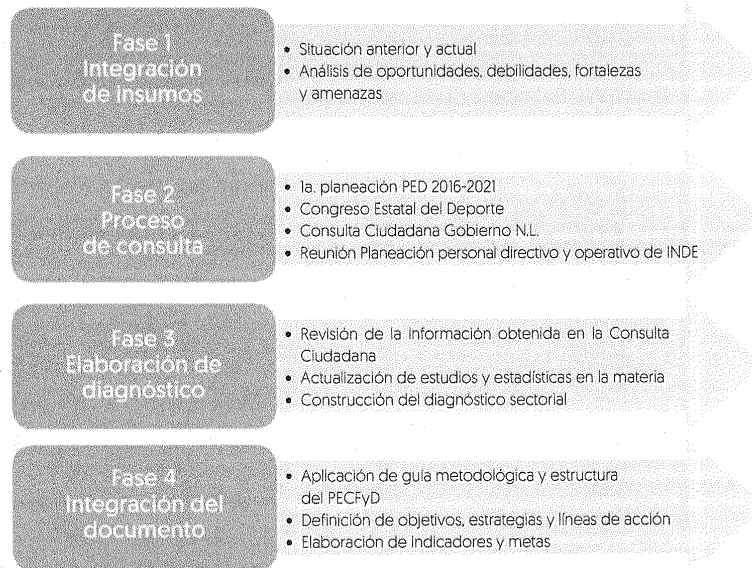 Fase 1
Integración
de insumos
• Situación anterior y actual
• Análisis de oportunidades, debilidades, fortalezas
y amenazas
Fase 2
Proceso
de consulta
• 1a. planeación PED 2016-2021
• Congreso Estatal del Deporte
• Consulta Ciudadana Gobierno N.L.
• Reunión Planeación personal directivo y operativo de INDE
Fase 3
Elaboración de
diagnóstico
• Revisión de la información obtenida en la Consulta
Ciudadana
• Actualización de estudios y estadísticas en la materia
• Construcción del diagnóstico sectorial
Fase 4
Integración del
documento
• Aplicación de guía metodológica y estructura
del PECFyD
• Definición de objetivos, estrategias y líneas de acción
• Elaboración de indicadores y metas